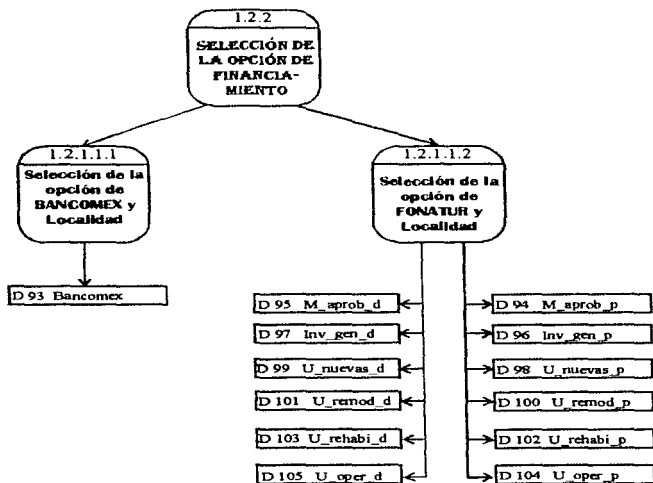 1.2.2
SELECCIÓN DE
LA OPCIÓN DE
FINANCIA-
MIENTO
1.2.1.1.1
Selección de la
opción de
BANCOMEX y
Localidad
1.2.1.1.2
Selección de la
opción de
FONATUR y
Localidad
D 93 Bancomex
D 95 M_aprob_d
D 94 M_aprob_p
D 97 Inv_gen_d
D 96 Inv_gen_p
D 99 U_nuevas_d
D 98 U_nuevas_p
D 101 U_remod_d
D 100 U_remod_p
D 103 U_rehabi_d
D 102 U_rehabi_p
D 105 U_oper_d
D 104 U_oper_p